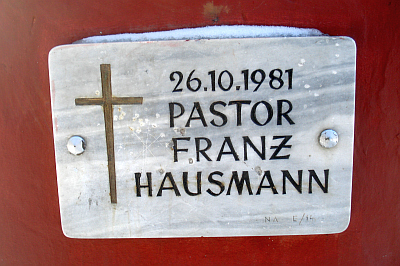 26.10.1981
PASTOR
FRANZ
HAUSMANN